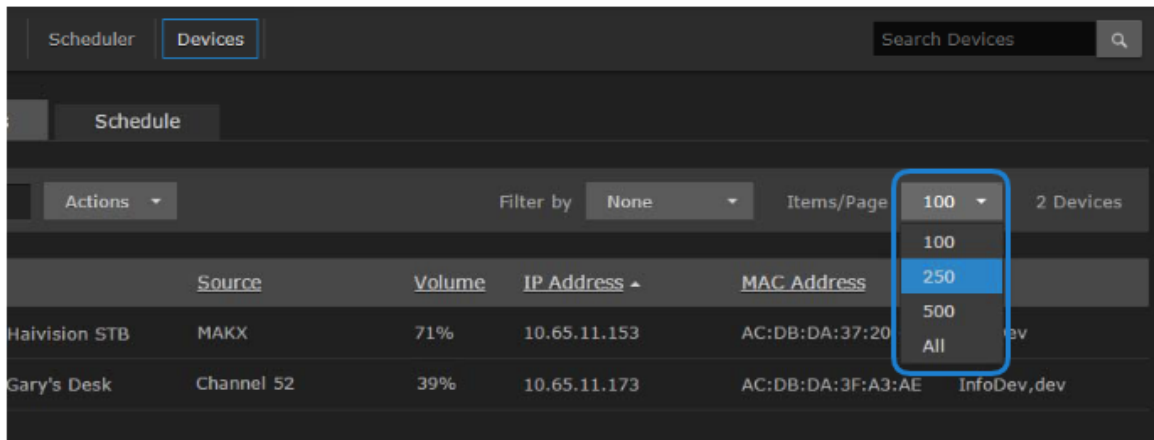 Scheduler Devices Search Devices
Schedule
Actions Filter by None Items/Page 100 2 Devices
100
250
500
All
Source Volume IP Address MAC Address
Haivision STB MAKX 71% 10.65.11.153 AC:DB:DA:37:20
Gary's Desk Channel 52 39% 10.65.11.173 AC:DB:DA:3F:A3:AE InfoDev,dev